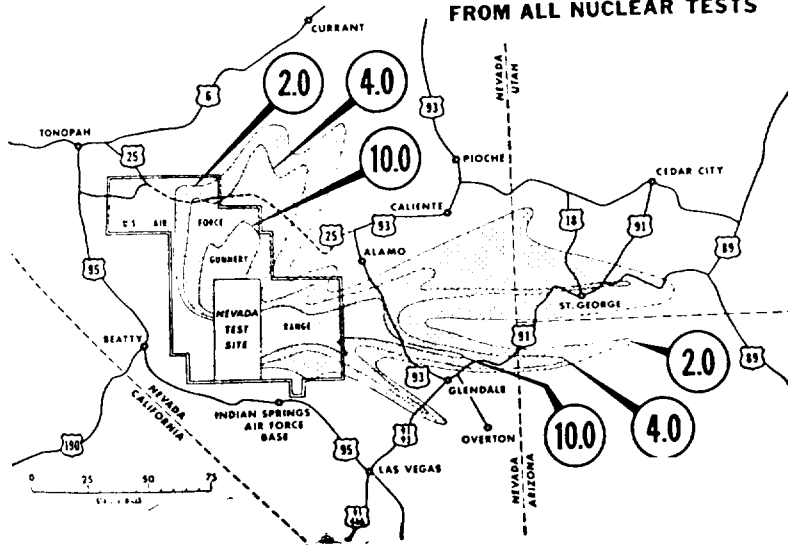 FROM ALL NUCLEAR TESTS
CURRANT
NEVADA
UTAH
2.0
4.0
6
93
TONOPAH
25
10.0
PIOCHE
CEDAR CITY
U.S. AIR
FORCE
CALIENTE
93
18
91
25
GUNNERY
ALAMO
89
95
NEVADA
TEST
SITE
RANGE
ST. GEORGE
BEATTY
91
2.0
89
93
GLENDALE
NEVADA
CALIFORNIA
INDIAN SPRINGS
AIR FORCE
BASE
OVERTON
10.0
4.0
190
95
91
93
LAS VEGAS
NEVADA
ARIZONA
0
25
50
75
91